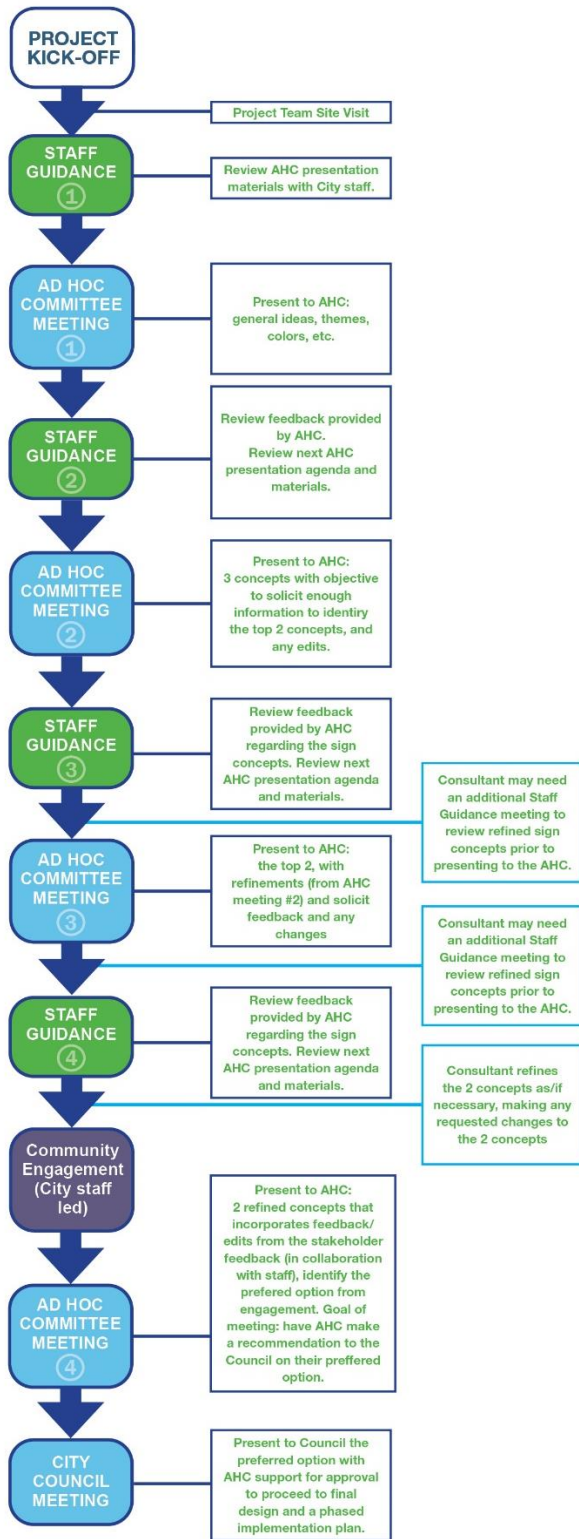 PROJECT
KICK-OFF
Project Team Site Visit
STAFF
GUIDANCE
1
Review AHC presentation
materials with City staff.
AD HOC
COMMITTEE
MEETING
1
Present to AHC:
general ideas, themes,
colors, etc.
STAFF
GUIDANCE
2
Review feedback provided
by AHC.
Review next AHC
presentation agenda and
materials.
AD HOC
COMMITTEE
MEETING
2
Present to AHC:
3 concepts with objective
to solicit enough
information to identiry
the top 2 concepts, and
any edits.
STAFF
GUIDANCE
3
Review feedback
provided by AHC
regarding the sign
concepts. Review next
AHC presentation agenda
and materials.
Consultant may need
an additional Staff
Guidance meeting to
review refined sign
concepts prior to
presenting to the AHC.
AD HOC
COMMITTEE
MEETING
3
Present to AHC:
the top 2, with
refinements (from AHC
meeting #2) and solicit
feedback and any
changes
Consultant may need
an additional Staff
Guidance meeting to
review refined sign
concepts prior to
presenting to the AHC.
STAFF
GUIDANCE
4
Review feedback
provided by AHC
regarding the sign
concepts. Review next
AHC presentation agenda
and materials.
Consultant refines
the 2 concepts as/if
necessary, making any
requested changes to
the 2 concepts
Community
Engagement
(City staff
led)
AD HOC
COMMITTEE
MEETING
4
Present to AHC:
2 refined concepts that
incorporates feedback/
edits from the stakeholder
feedback (in collaboration
with staff), identify the
prefered option from
engagement. Goal of
meeting: have AHC make
a recommendation to the
Council on their preffered
option.
CITY
COUNCIL
MEETING
Present to Council the
preferred option with
AHC support for approval
to proceed to final
design and a phased
implementation plan.